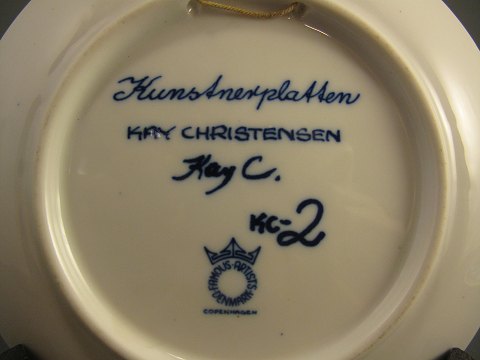 Kunstnerplatten
KAY CHRISTENSEN
Kay C.
KC-2
FAMOUS ARTISTS
DENMARK
COPENHAGEN